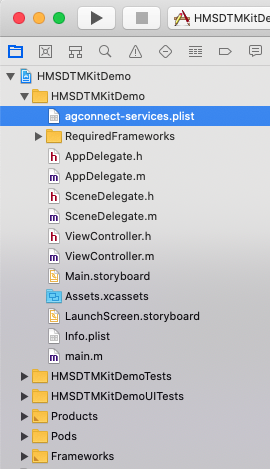 HMSDTMKitDe
HMSDTMKitDemo
HMSDTMKitDemo
agconnect-services.plist
RequiredFrameworks
h AppDelegate.h
m AppDelegate.m
h SceneDelegate.h
m SceneDelegate.m
h ViewController.h
m ViewController.m
Main.storyboard
Assets.xcassets
LaunchScreen.storyboard
Info.plist
m main.m
HMSDTMKitDemoTests
HMSDTMKitDemoUITests
Products
Pods
Frameworks